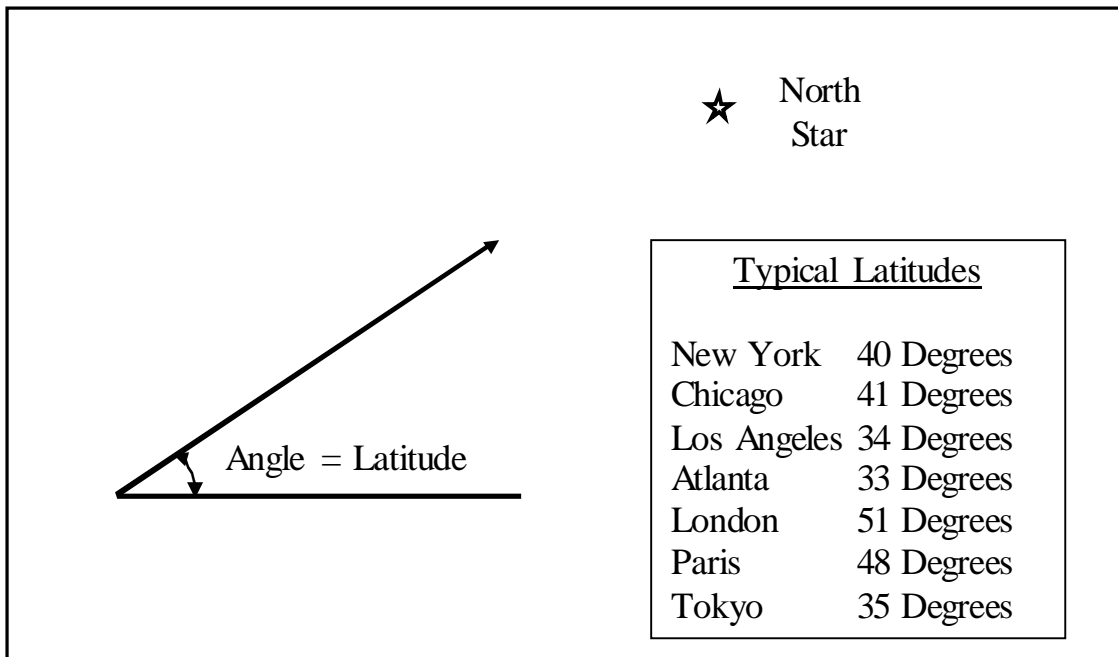 North
Star
Typical Latitudes
New York 40 Degrees
Chicago 41 Degrees
Los Angeles 34 Degrees
Atlanta 33 Degrees
London 51 Degrees
Paris 48 Degrees
Tokyo 35 Degrees
Angle = Latitude